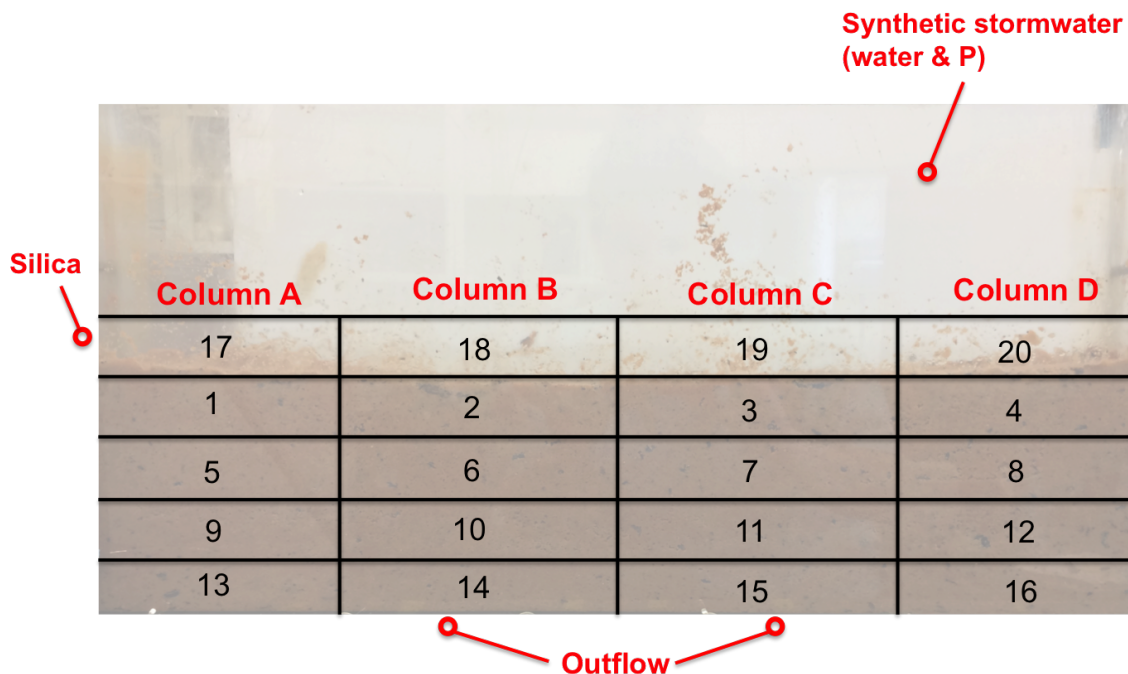 Synthetic stormwater
(water & P)
Silica
Column A
Column B
Column C
Column D
17
18
19
20
1
2
3
4
5
6
7
8
9
10
11
12
13
14
15
16
Outflow